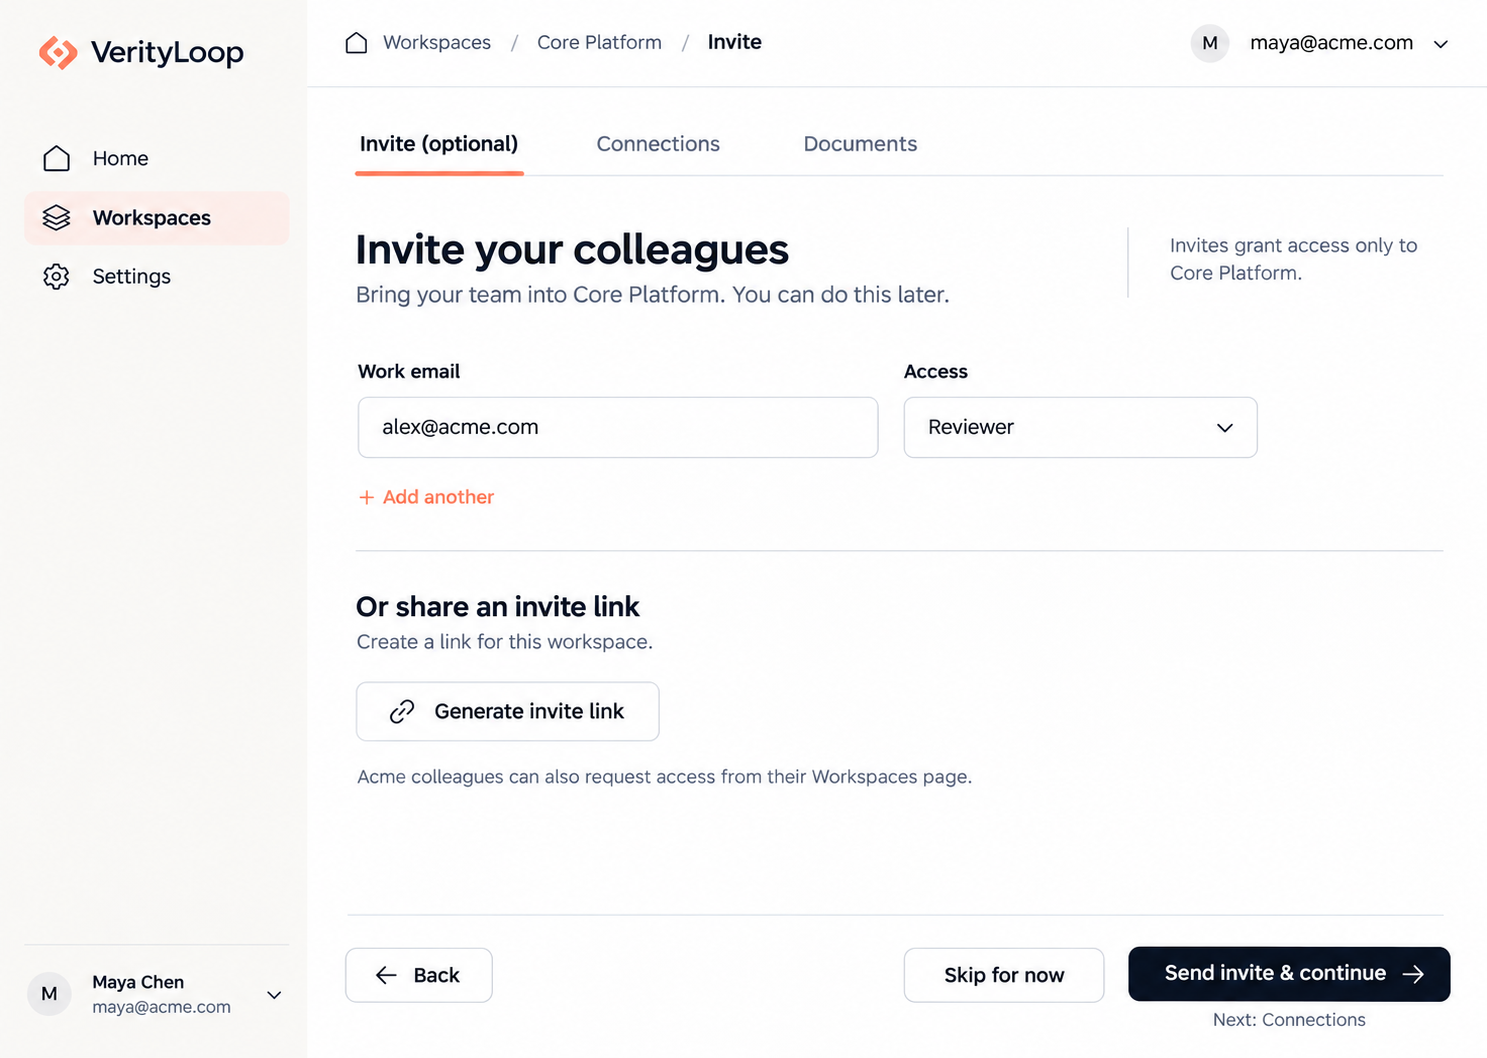 VerityLoop
Home
Workspaces
Settings
M
Maya Chen
maya@acme.com
Workspaces / Core Platform / Invite
M
maya@acme.com
Invite (optional)
Connections
Documents
Invite your colleagues
Bring your team into Core Platform. You can do this later.
Invites grant access only to
Core Platform.
Work email
alex@acme.com
Access
Reviewer
+ Add another
Or share an invite link
Create a link for this workspace.
Generate invite link
Acme colleagues can also request access from their Workspaces page.
← Back
Skip for now
Send invite & continue →
Next: Connections